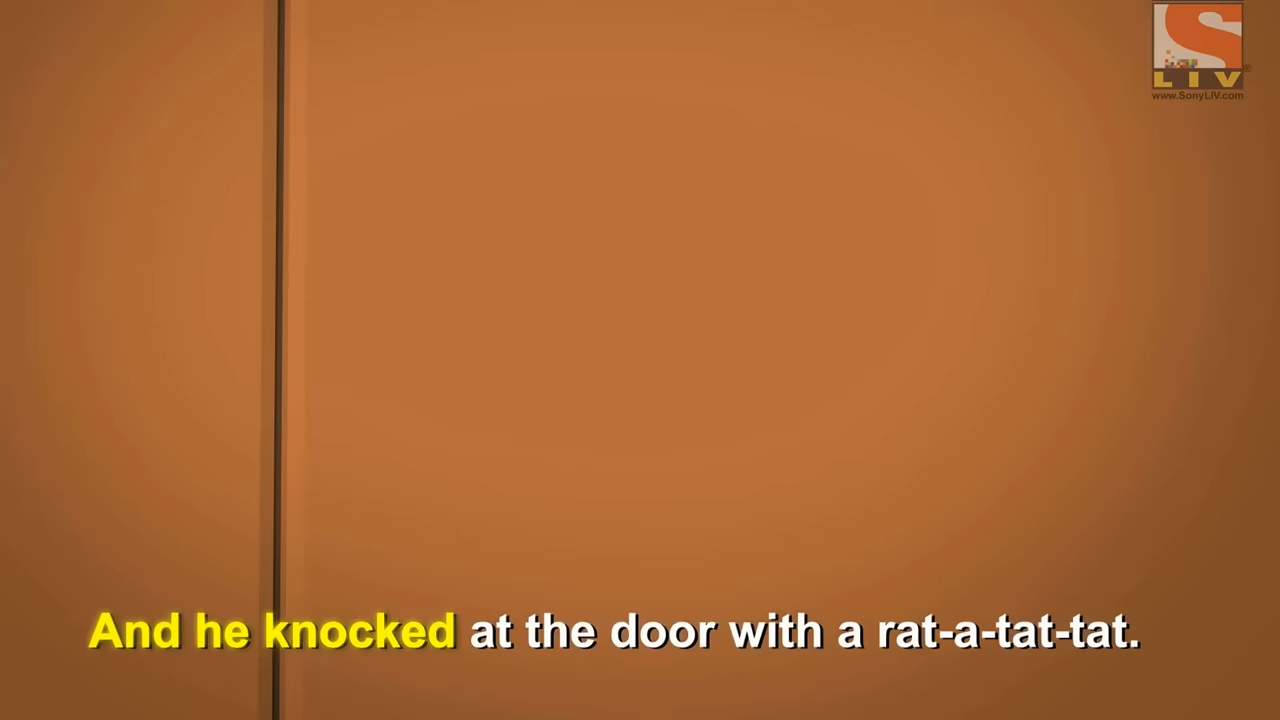 S
LIV
www.SonyLIV.com
And he knocked at the door with a rat-a-tat-tat.